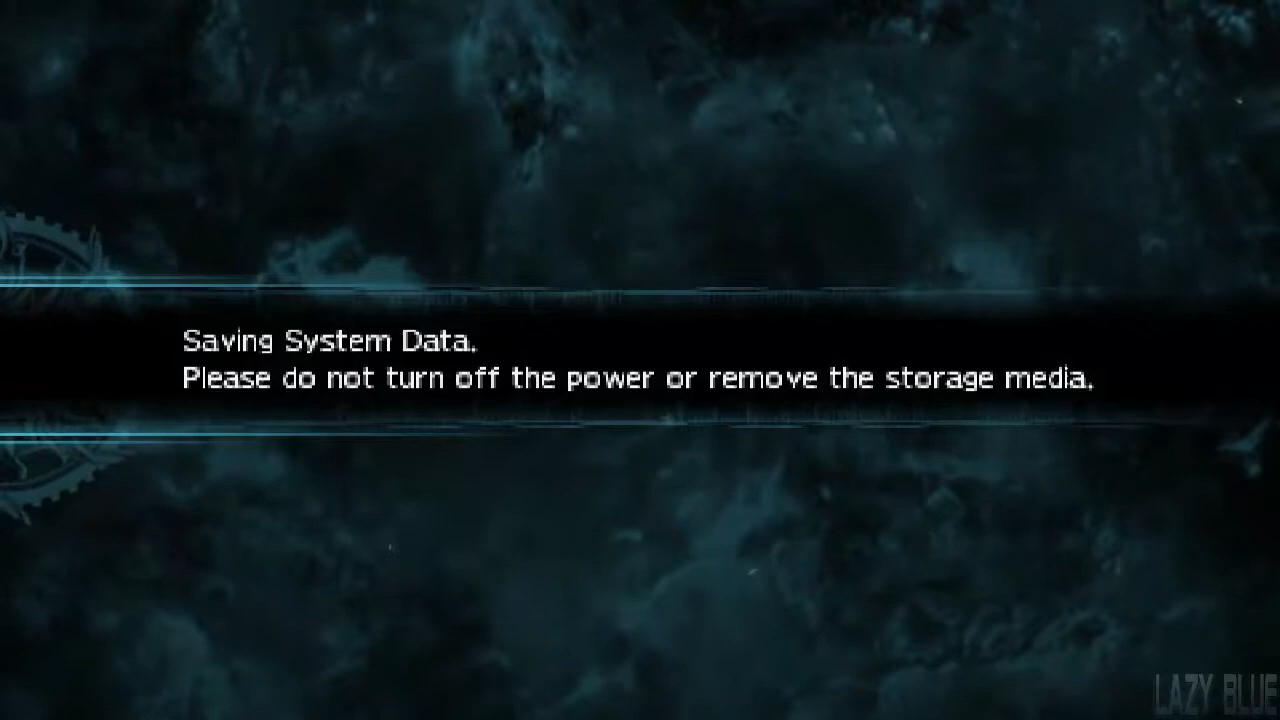 Saving System Data.
Please do not turn off the power or remove the storage media.
LAZY BLUE